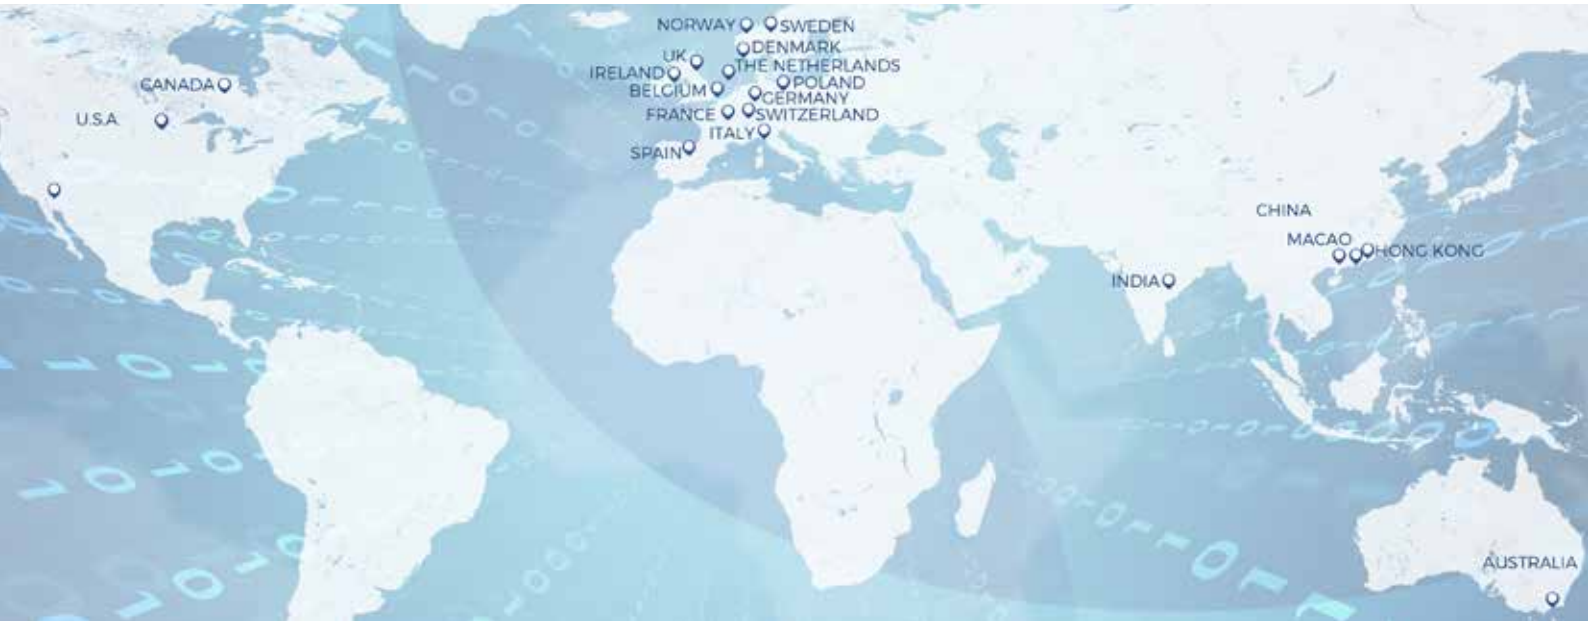 NORWAY
SWEDEN
DENMARK
UK
THE NETHERLANDS
IRELAND
POLAND
BELGIUM
GERMANY
FRANCE
SWITZERLAND
ITALY
SPAIN
CANADA
U.S.A.
CHINA
MACAO
HONG KONG
INDIA
AUSTRALIA